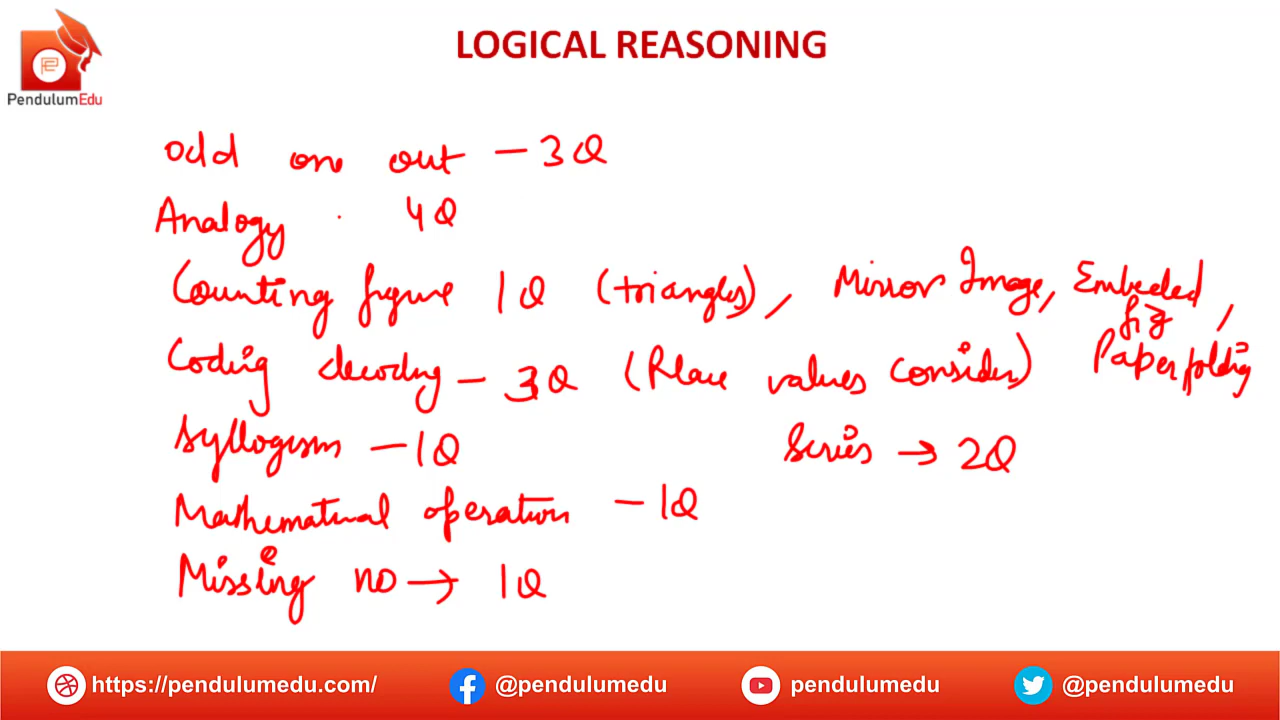 LOGICAL REASONING
PendulumEdu
odd one out - 3Q
Analogy 4Q
Counting figure 1Q (triangles), Mirror Image, Embeded fig, Paper folding
Coding decoding - 3Q (Place values consider)
Syllogism - 1Q
Series → 2Q
Mathematical operation - 1Q
Missing no → 1Q
https://pendulumedu.com/ @pendulumedu pendulumedu @pendulumedu